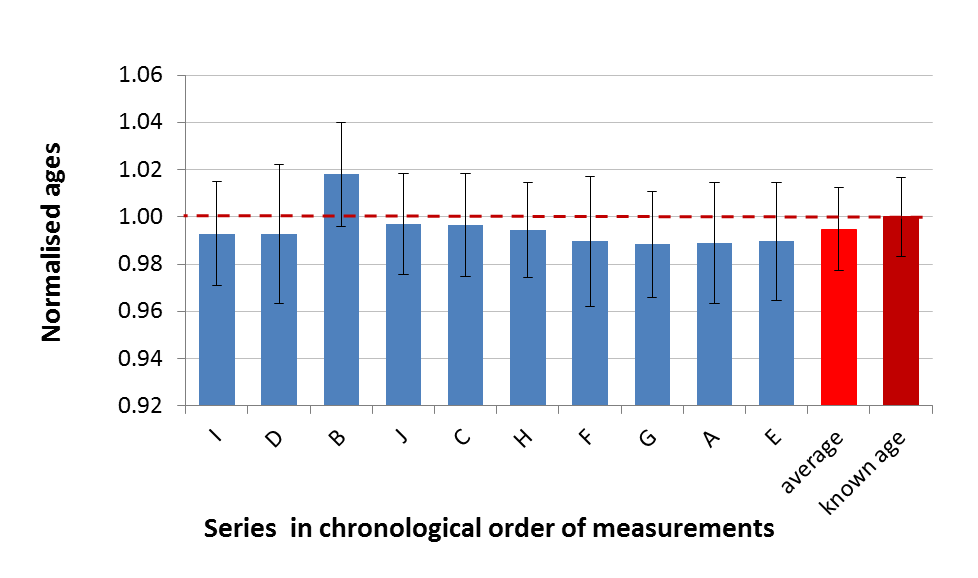 Normalised ages
1.06
1.04
1.02
1.00
0.98
0.96
0.94
0.92
I
D
B
J
C
H
F
G
A
E
average
known age
Series  in chronological order of measurements